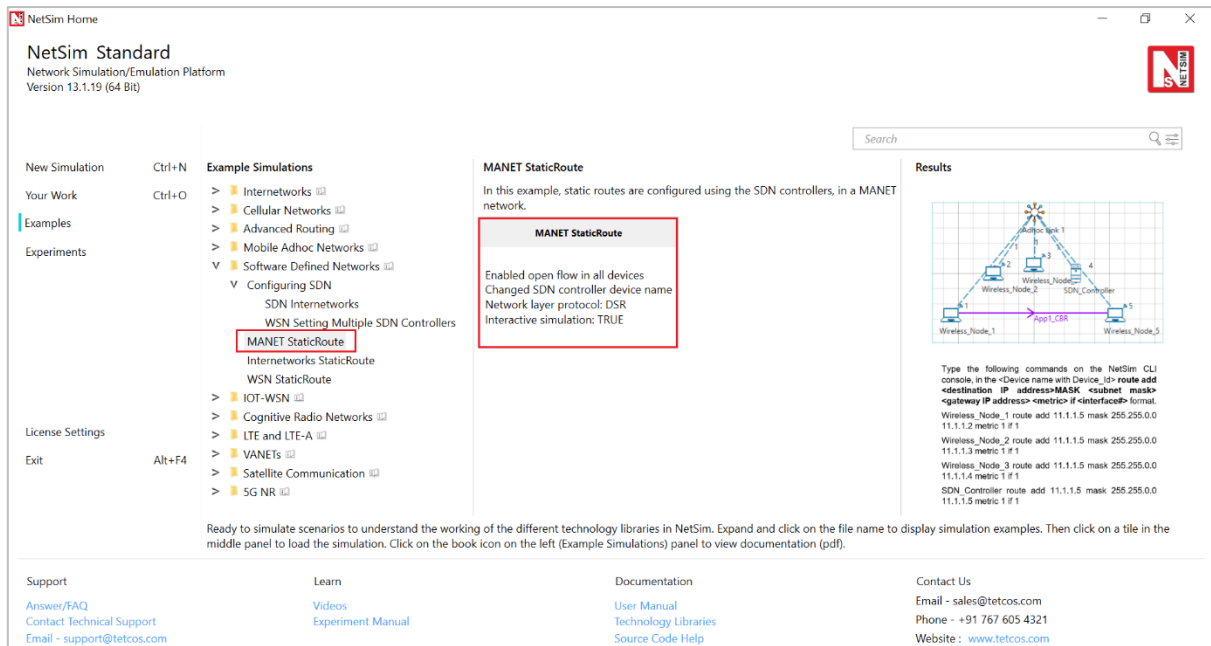 NetSim Home
NetSim Standard
Network Simulation/Emulation Platform
Version 13.1.19 (64 Bit)
NETSIM
Search
New Simulation Ctrl+N
Your Work Ctrl+O
Examples
Experiments
License Settings
Exit Alt+F4
Example Simulations
> Internetworks
> Cellular Networks
> Advanced Routing
> Mobile Adhoc Networks
V Software Defined Networks
V Configuring SDN
SDN Internetworks
WSN Setting Multiple SDN Controllers
MANET StaticRoute
Internetworks StaticRoute
WSN StaticRoute
> IOT-WSN
> Cognitive Radio Networks
> LTE and LTE-A
> VANETs
> Satellite Communication
> 5G NR
MANET StaticRoute
In this example, static routes are configured using the SDN controllers, in a MANET
network.
MANET StaticRoute
Enabled open flow in all devices
Changed SDN controller device name
Network layer protocol: DSR
Interactive simulation: TRUE
Results
Adhoc link 1
1
2
3
4
Wireless_Node_2
SDN_Controller
1
5
App1_CBR
Wireless_Node_1
Wireless_Node_5
Type the following commands on the NetSim CLI
console, in the <Device name with Device_Id> route add
<destination IP address>MASK <subnet mask>
<gateway IP address> <metric> if <interface#> format.
Wireless_Node_1 route add 11.1.1.5 mask 255.255.0.0
11.1.1.2 metric 1 if 1
Wireless_Node_2 route add 11.1.1.5 mask 255.255.0.0
11.1.1.3 metric 1 if 1
Wireless_Node_3 route add 11.1.1.5 mask 255.255.0.0
11.1.1.4 metric 1 if 1
SDN_Controller route add 11.1.1.5 mask 255.255.0.0
11.1.1.5 metric 1 if 1
Ready to simulate scenarios to understand the working of the different technology libraries in NetSim. Expand and click on the file name to display simulation examples. Then click on a tile in the
middle panel to load the simulation. Click on the book icon on the left (Example Simulations) panel to view documentation (pdf).
Support
Answer/FAQ
Contact Technical Support
Email - support@tetcos.com
Learn
Videos
Experiment Manual
Documentation
User Manual
Technology Libraries
Source Code Help
Contact Us
Email - sales@tetcos.com
Phone - +91 767 605 4321
Website : www.tetcos.com